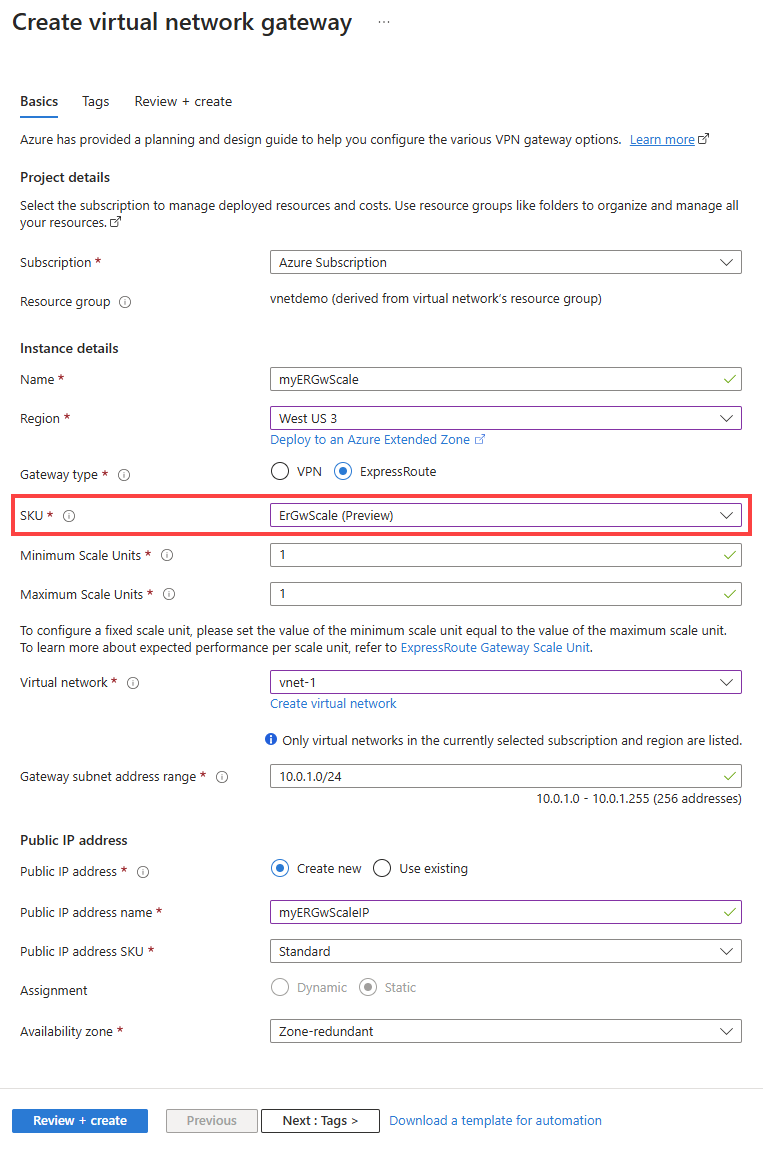 Create virtual network gateway ...
Basics Tags Review + create
Azure has provided a planning and design guide to help you configure the various VPN gateway options. Learn more
Project details
Select the subscription to manage deployed resources and costs. Use resource groups like folders to organize and manage all
your resources.
Subscription * Azure Subscription
Resource group vnetdemo (derived from virtual network's resource group)
Instance details
Name * myERGwScale
Region * West US 3
Deploy to an Azure Extended Zone
Gateway type * VPN ExpressRoute
SKU * ErGwScale (Preview)
Minimum Scale Units * 1
Maximum Scale Units * 1
To configure a fixed scale unit, please set the value of the minimum scale unit equal to the value of the maximum scale unit.
To learn more about expected performance per scale unit, refer to ExpressRoute Gateway Scale Unit.
Virtual network * vnet-1
Create virtual network
Only virtual networks in the currently selected subscription and region are listed.
Gateway subnet address range * 10.0.1.0/24
10.0.1.0 - 10.0.1.255 (256 addresses)
Public IP address
Public IP address * Create new Use existing
Public IP address name * myERGwScaleIP
Public IP address SKU * Standard
Assignment Dynamic Static
Availability zone * Zone-redundant
Review + create Previous Next : Tags > Download a template for automation